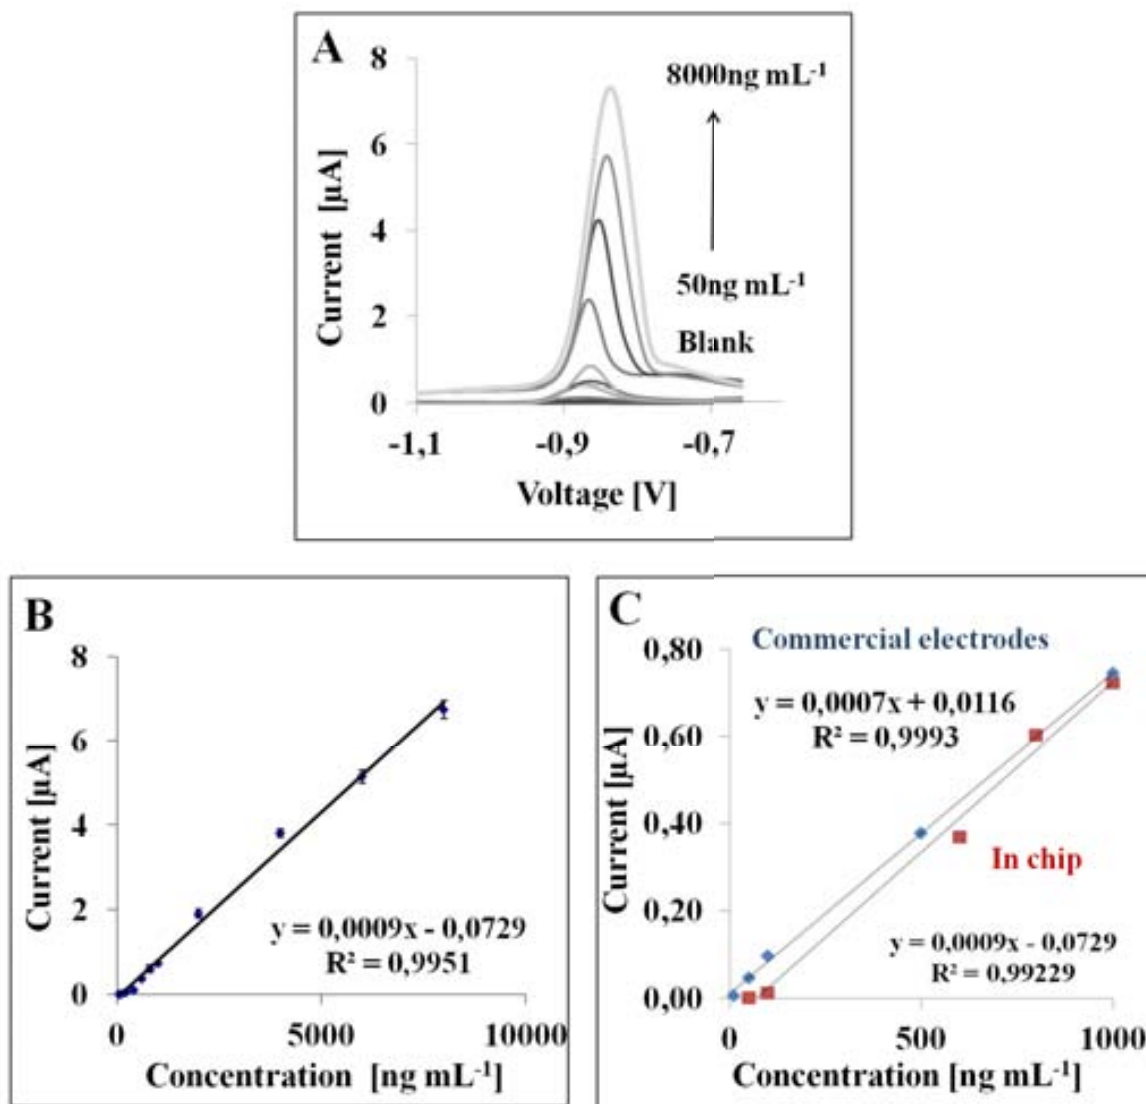 A
8
6
4
2
0
Current [µA]
8000ng mL⁻¹
50ng mL⁻¹
Blank
-1,1
-0,9
-0,7
Voltage [V]
B
8
6
4
2
0
Current [µA]
y = 0,0009x - 0,0729
R² = 0,9951
0
5000
10000
Concentration [ng mL⁻¹]
C
0,80
0,60
0,40
0,20
0,00
Current [µA]
Commercial electrodes
y = 0,0007x + 0,0116
R² = 0,9993
In chip
y = 0,0009x - 0,0729
R² = 0,99229
0
500
1000
Concentration [ng mL⁻¹]